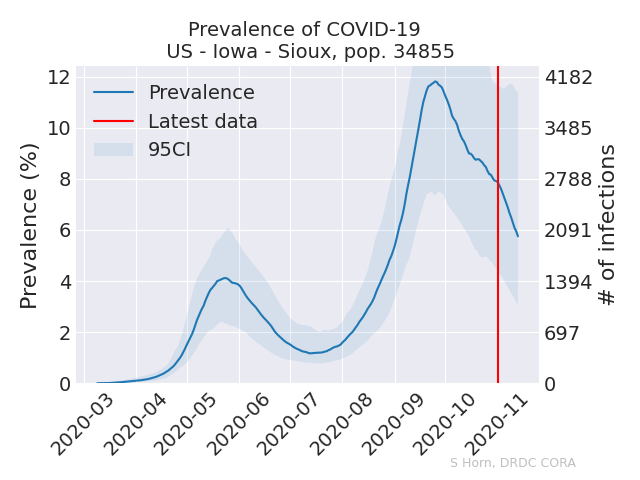 Prevalence of COVID-19
US - Iowa - Sioux, pop. 34855
Prevalence
Latest data
95CI
Prevalence (%)
12
10
8
6
4
2
0
4182
3485
2788
2091
1394
697
0
# of infections
2020-03
2020-04
2020-05
2020-06
2020-07
2020-08
2020-09
2020-10
2020-11
S Horn, DRDC CORA